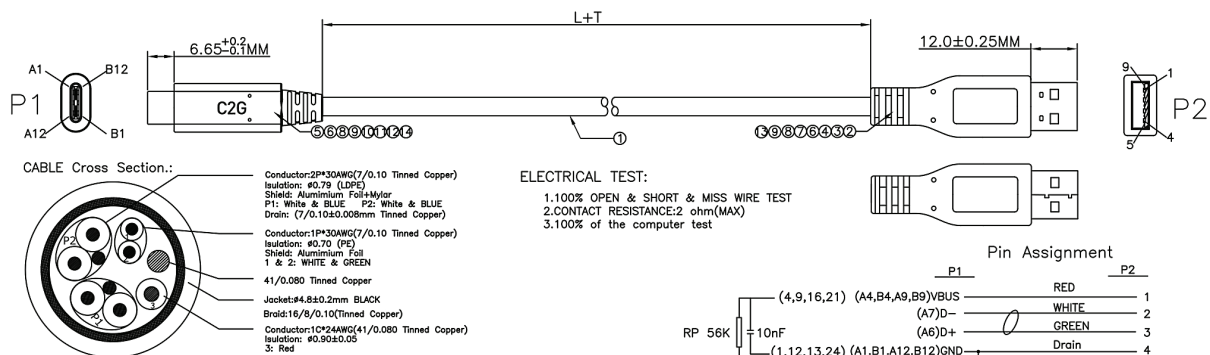 L+T
6.65+0.2-0.1MM
12.0±0.25MM
A1
B12
P1
A12
B1
C2G
⑤⑥⑧⑨⑩⑪⑫⑭
①
⑬⑨⑧⑦⑥④③②
9
1
P2
5
4
CABLE Cross Section.:
Conductor:2P*30AWG(7/0.10 Tinned Copper)
Isulation: ø0.79 (LDPE)
Shield: Alumimium Foil+Mylar
P1: White & BLUE P2: White & BLUE
Drain: (7/0.10±0.008mm Tinned Copper)
Conductor:1P*30AWG(7/0.10 Tinned Copper)
Isulation: ø0.70 (PE)
Shield: Alumimium Foil
1 & 2: WHITE & GREEN
41/0.080 Tinned Copper
Jacket:ø4.8±0.2mm BLACK
Braid:16/8/0.10(Tinned Copper)
Conductor:1C*24AWG(41/0.080 Tinned Copper)
Isulation: ø0.90±0.05
3: Red
P2
P1
3
ELECTRICAL TEST:
1.100% OPEN & SHORT & MISS WIRE TEST
2.CONTACT RESISTANCE:2 ohm(MAX)
3.100% of the computer test
Pin Assignment
P1
P2
RP 56K
10nF
(4,9,16,21) (A4,B4,A9,B9)VBUS
RED
1
(A7)D-
WHITE
2
(A6)D+
GREEN
3
(1,12,13,24) (A1,B1,A12,B12)GND
Drain
4